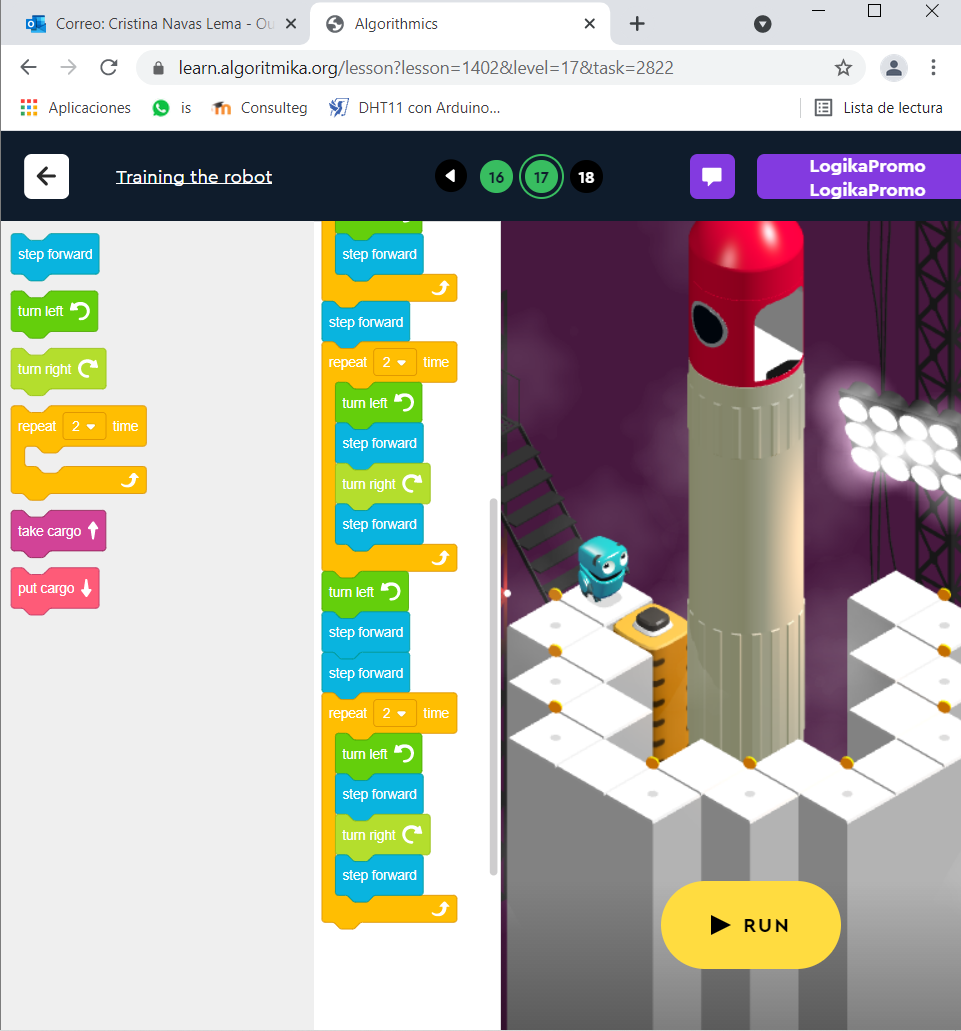 Correo: Cristina Navas Lema - Ou
Algorithmics
learn.algoritmika.org/lesson?lesson=1402&level=17&task=2822
Aplicaciones
is
Consulteg
DHT11 con Arduino...
Lista de lectura
Training the robot
16
17
18
LogikaPromo
LogikaPromo
step forward
turn left
turn right
repeat 2 time
take cargo
put cargo
step forward
step forward
repeat 2 time
turn left
step forward
turn right
step forward
turn left
step forward
step forward
repeat 2 time
turn left
step forward
turn right
step forward
RUN